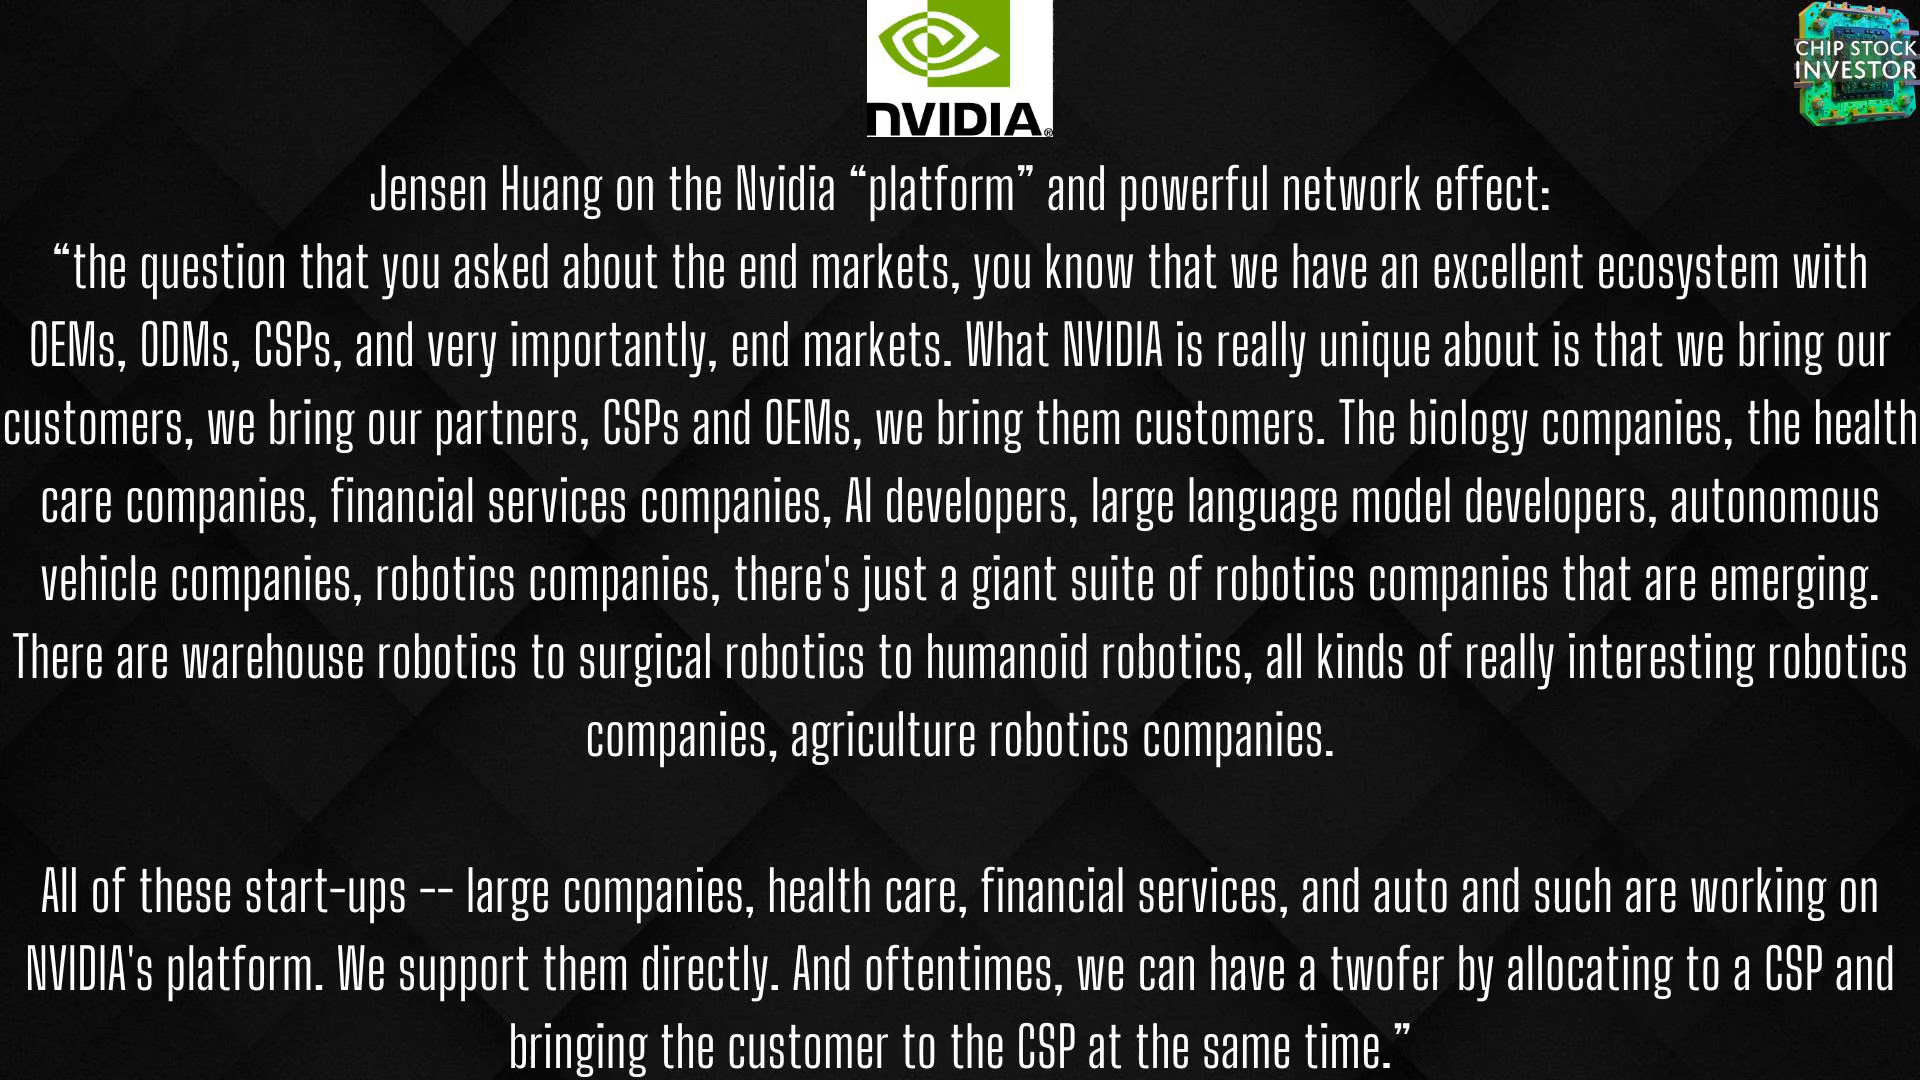 nVIDIA®
CHIP STOCK
INVESTOR
Jensen Huang on the Nvidia “platform” and powerful network effect:
“the question that you asked about the end markets, you know that we have an excellent ecosystem with
OEMs, ODMs, CSPs, and very importantly, end markets. What NVIDIA is really unique about is that we bring our
customers, we bring our partners, CSPs and OEMs, we bring them customers. The biology companies, the health
care companies, financial services companies, AI developers, large language model developers, autonomous
vehicle companies, robotics companies, there's just a giant suite of robotics companies that are emerging.
There are warehouse robotics to surgical robotics to humanoid robotics, all kinds of really interesting robotics
companies, agriculture robotics companies.
All of these start-ups -- large companies, health care, financial services, and auto and such are working on
NVIDIA's platform. We support them directly. And oftentimes, we can have a twofer by allocating to a CSP and
bringing the customer to the CSP at the same time.”